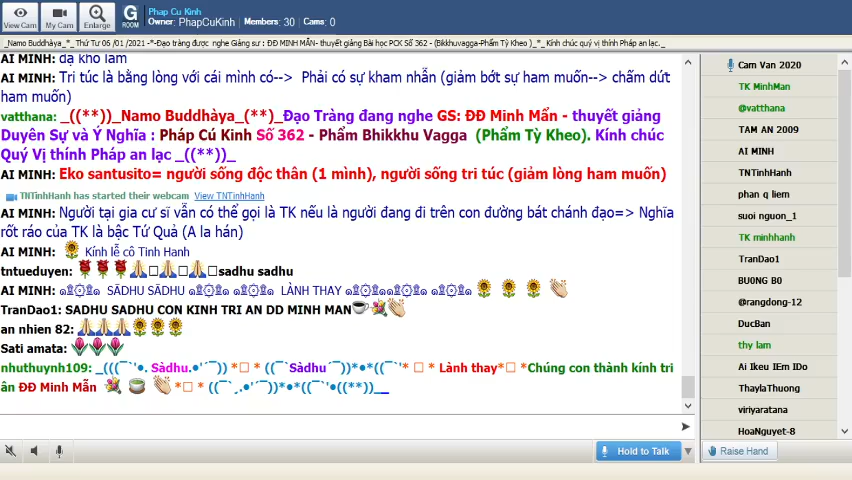 View Cam
My Cam
Enlarge
G
ROOM
Phap Cu Kinh
Owner: PhapCuKinh Members: 30 Cams: 0
_Namo Buddhàya_*_ Thứ Tư 06 /01 /2021 -*-Đạo tràng được nghe Giảng sư : ĐĐ MINH MẪN- thuyết giảng Bài học PCK Số 362 - (Bikkhuvagga-Phẩm Tỳ Kheo )_*_ Kính chúc quý vị thính Pháp an lạc,_
AI MINH: dạ kho lam
AI MINH: Tri túc là bằng lòng với cái mình có--> Phải có sự kham nhẫn (giảm bớt sự ham muốn--> chấm dứt
ham muốn)
vatthana: _((**))_Namo Buddhàya_(**)_Đạo Tràng đang nghe GS: ĐĐ Minh Mẩn - thuyết giảng
Duyên Sự và Ý Nghĩa : Pháp Cú Kinh Số 362 - Phẩm Bhikkhu Vagga (Phẩm Tỳ Kheo). Kính chúc
Quý Vị thính Pháp an lạc _((**))_
AI MINH: Eko santusito= người sống độc thân (1 mình), người sống tri túc (giảm lòng ham muốn)
TNTinhHanh has started their webcam View TNTinhHanh
AI MINH: Người tại gia cư sĩ vẫn có thể gọi là TK nếu là người đang đi trên con đường bát chánh đạo=> Nghĩa
rốt ráo của TK là bậc Tứ Quả (A la hán)
AI MINH: Kính lễ cô Tinh Hanh
tntueduyen: sadhu sadhu
AI MINH: SĀDHU SĀDHU LÀNH THAY
TranDao1: SADHU SADHU CON KINH TRI AN DD MINH MAN
an nhien 82:
Sati amata:
nhuthuynh109: _(((¯`'•. Sàdhu.•'´¯)) *□ * ((¯`Sàdhu´¯))*•*((¯`'* □ * Lành thay*□ *Chúng con thành kính tri
ân ĐĐ Minh Mẫn *□ * ((¯`.•'´¯))*•*((¯`'•((**))_
Cam Van 2020
TK MinhMan
@vatthana
TAM AN 2009
AI MINH
TNTinhHanh
phan q liem
suoi nguon_1
TK minhhanh
TranDao1
BU0NG B0
@rangdong-12
DucBan
thy lam
Ai Ikeu IEm IDo
ThaylaThuong
viriyaratana
HoaNguyet-8
Hold to Talk
Raise Hand